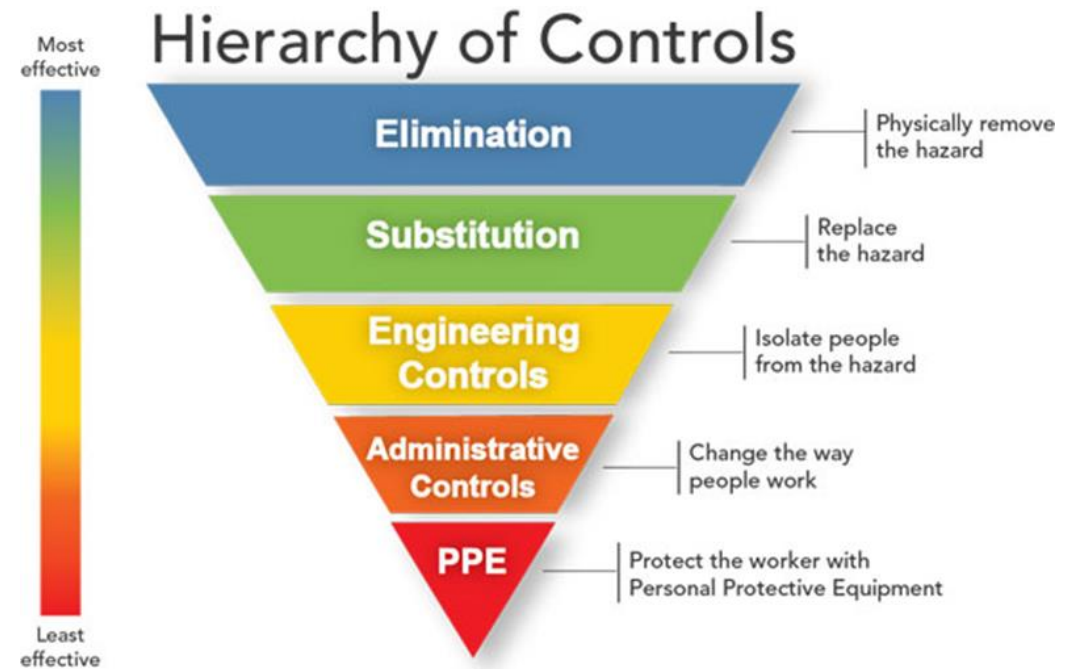 Hierarchy of Controls
Most
effective
Elimination
Physically remove
the hazard
Substitution
Replace
the hazard
Engineering
Controls
Isolate people
from the hazard
Administrative
Controls
Change the way
people work
PPE
Protect the worker with
Personal Protective Equipment
Least
effective